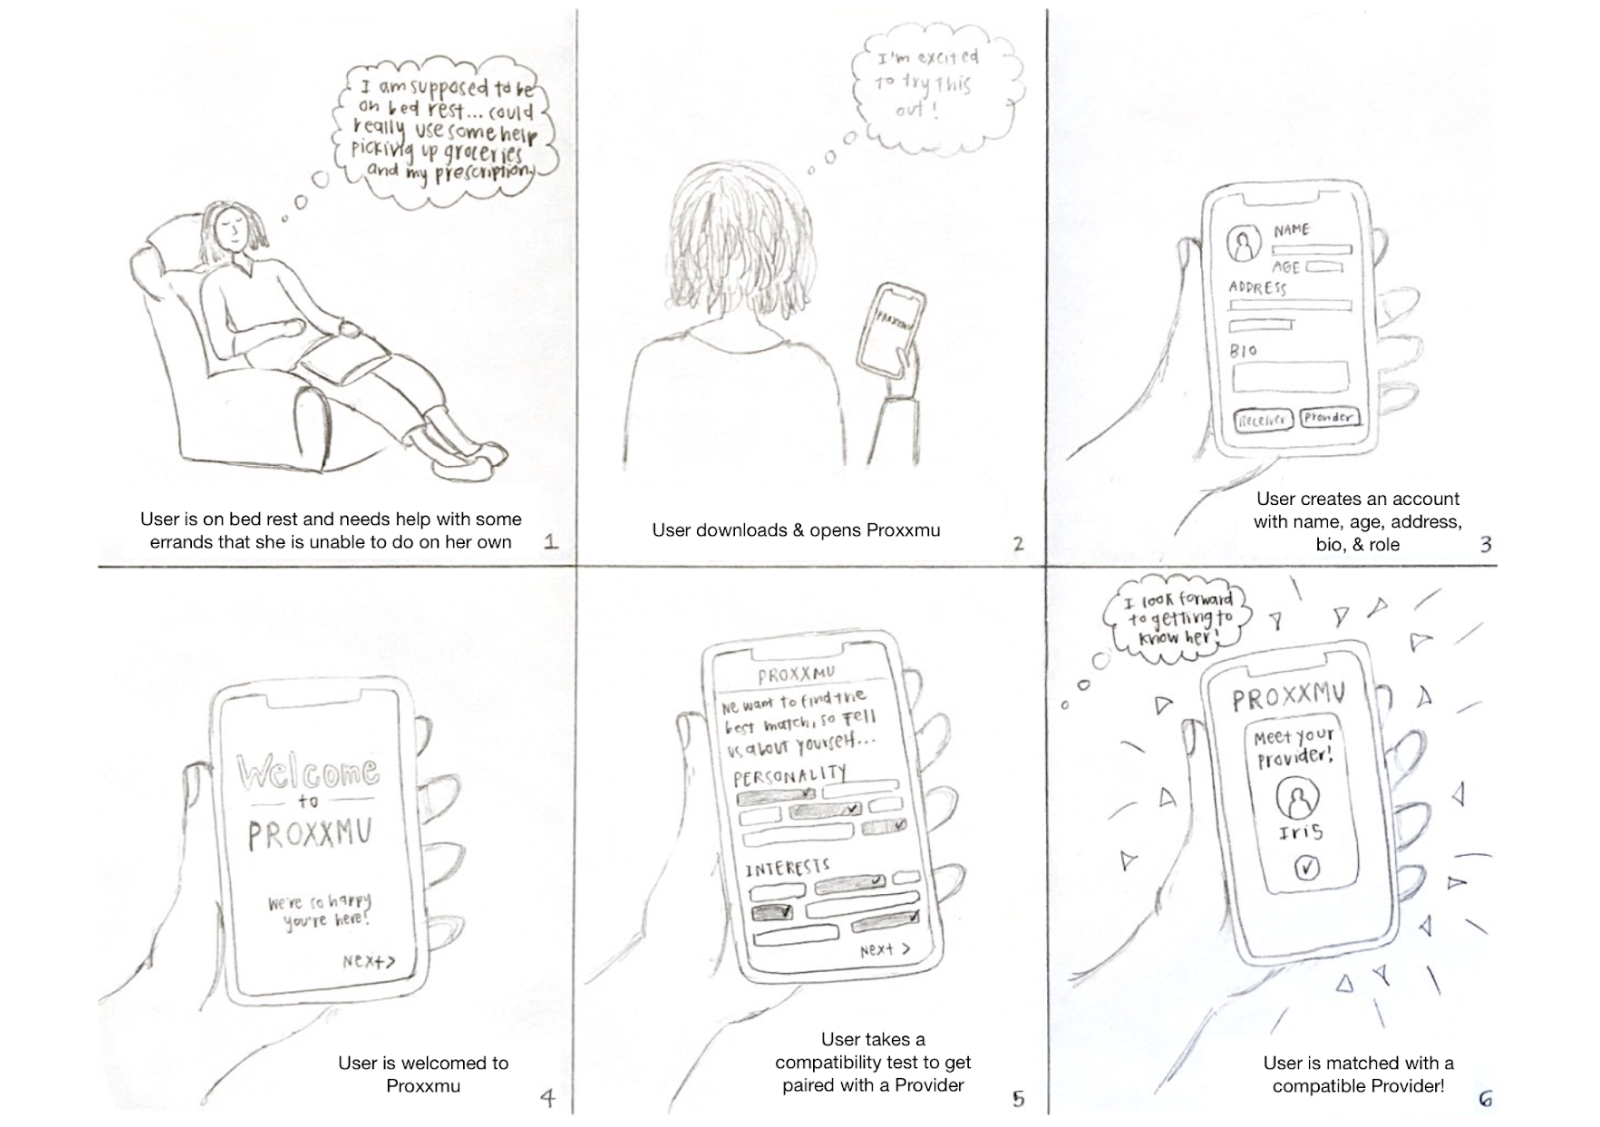 I am supposed to be
on bed rest... could
really use some help
picking up groceries
and my prescription.
User is on bed rest and needs help with some
errands that she is unable to do on her own
1
I'm excited
to try this
out!
PROXXMU
User downloads & opens Proxxmu
2
NAME
AGE
ADDRESS
BIO
Receiver
Provider
User creates an account
with name, age, address,
bio, & role
3
Welcome
to
PROXXMU
We're so happy
you're here!
Next>
User is welcomed to
Proxxmu
4
PROXXMU
We want to find the
best match, so tell
us about yourself...
PERSONALITY
INTERESTS
Next >
User takes a
compatibility test to get
paired with a Provider
5
I look forward
to getting to
know her!
PROXXMU
Meet your
Provider!
Iris
User is matched with a
compatible Provider!
6